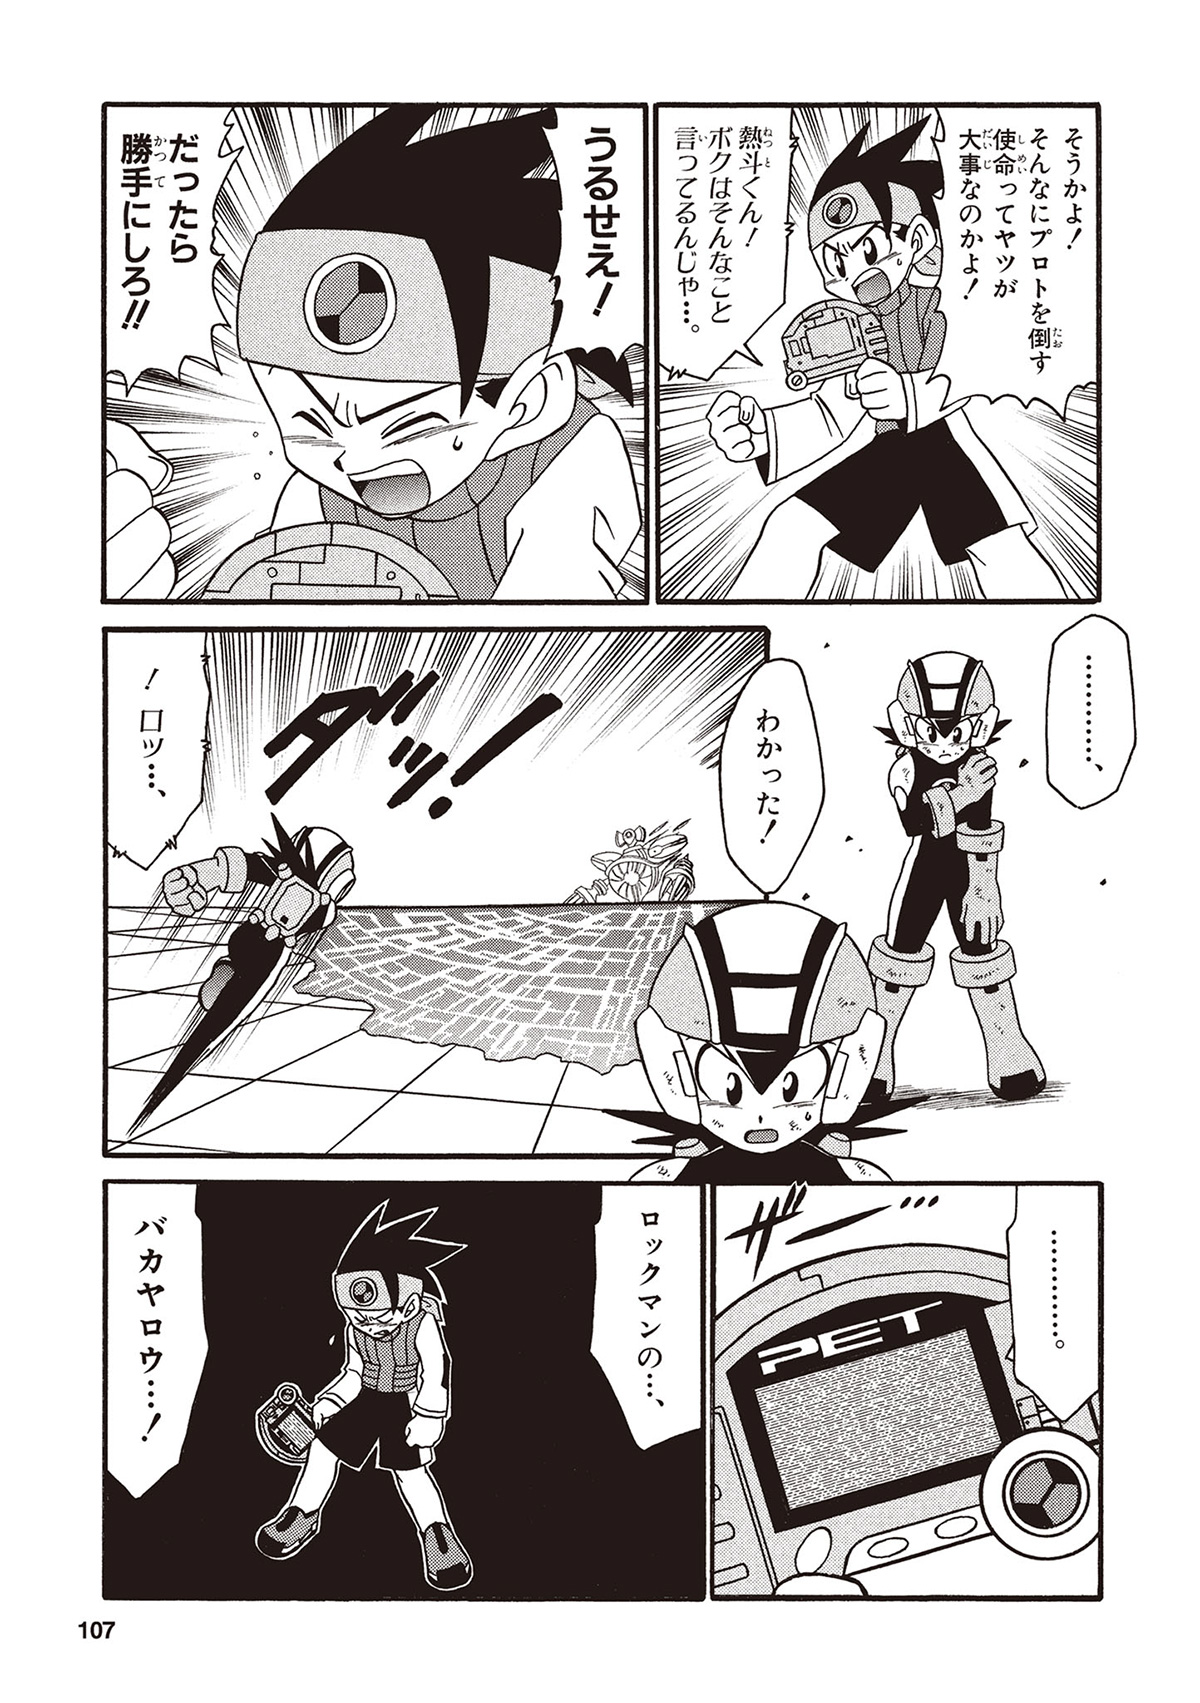 そうかよ！
そんなにプロトを倒す
使命ってヤツが
大事なのかよ！
熱斗くん！
ボクはそんなこと
言ってるんじゃ…。
うるせえ！
だったら
勝手にしろ!!
………、
わかった！
ダッ！
！ロッ…、
………。
ザー…
PET
ロックマンの…、
バカヤロウ…！
107